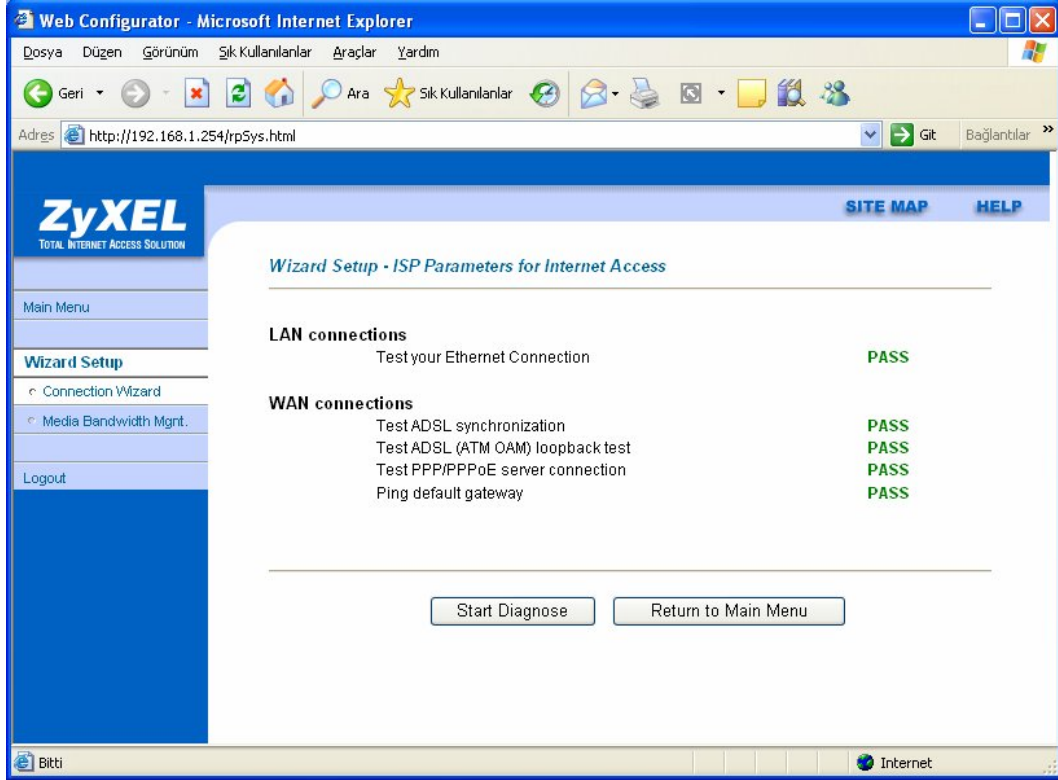 Web Configurator - Microsoft Internet Explorer
Dosya Düzen Görünüm Sık Kullanılanlar Araçlar Yardım
Geri Ara Sık Kullanılanlar
Adres http://192.168.1.254/rpSys.html Git Bağlantılar »
ZyXEL
TOTAL INTERNET ACCESS SOLUTION
SITE MAP HELP
Main Menu
Wizard Setup
Connection Wizard
Media Bandwidth Mgnt.
Logout
Wizard Setup - ISP Parameters for Internet Access
LAN connections
Test your Ethernet Connection PASS
WAN connections
Test ADSL synchronization PASS
Test ADSL (ATM OAM) loopback test PASS
Test PPP/PPPoE server connection PASS
Ping default gateway PASS
Start Diagnose Return to Main Menu
Bitti Internet